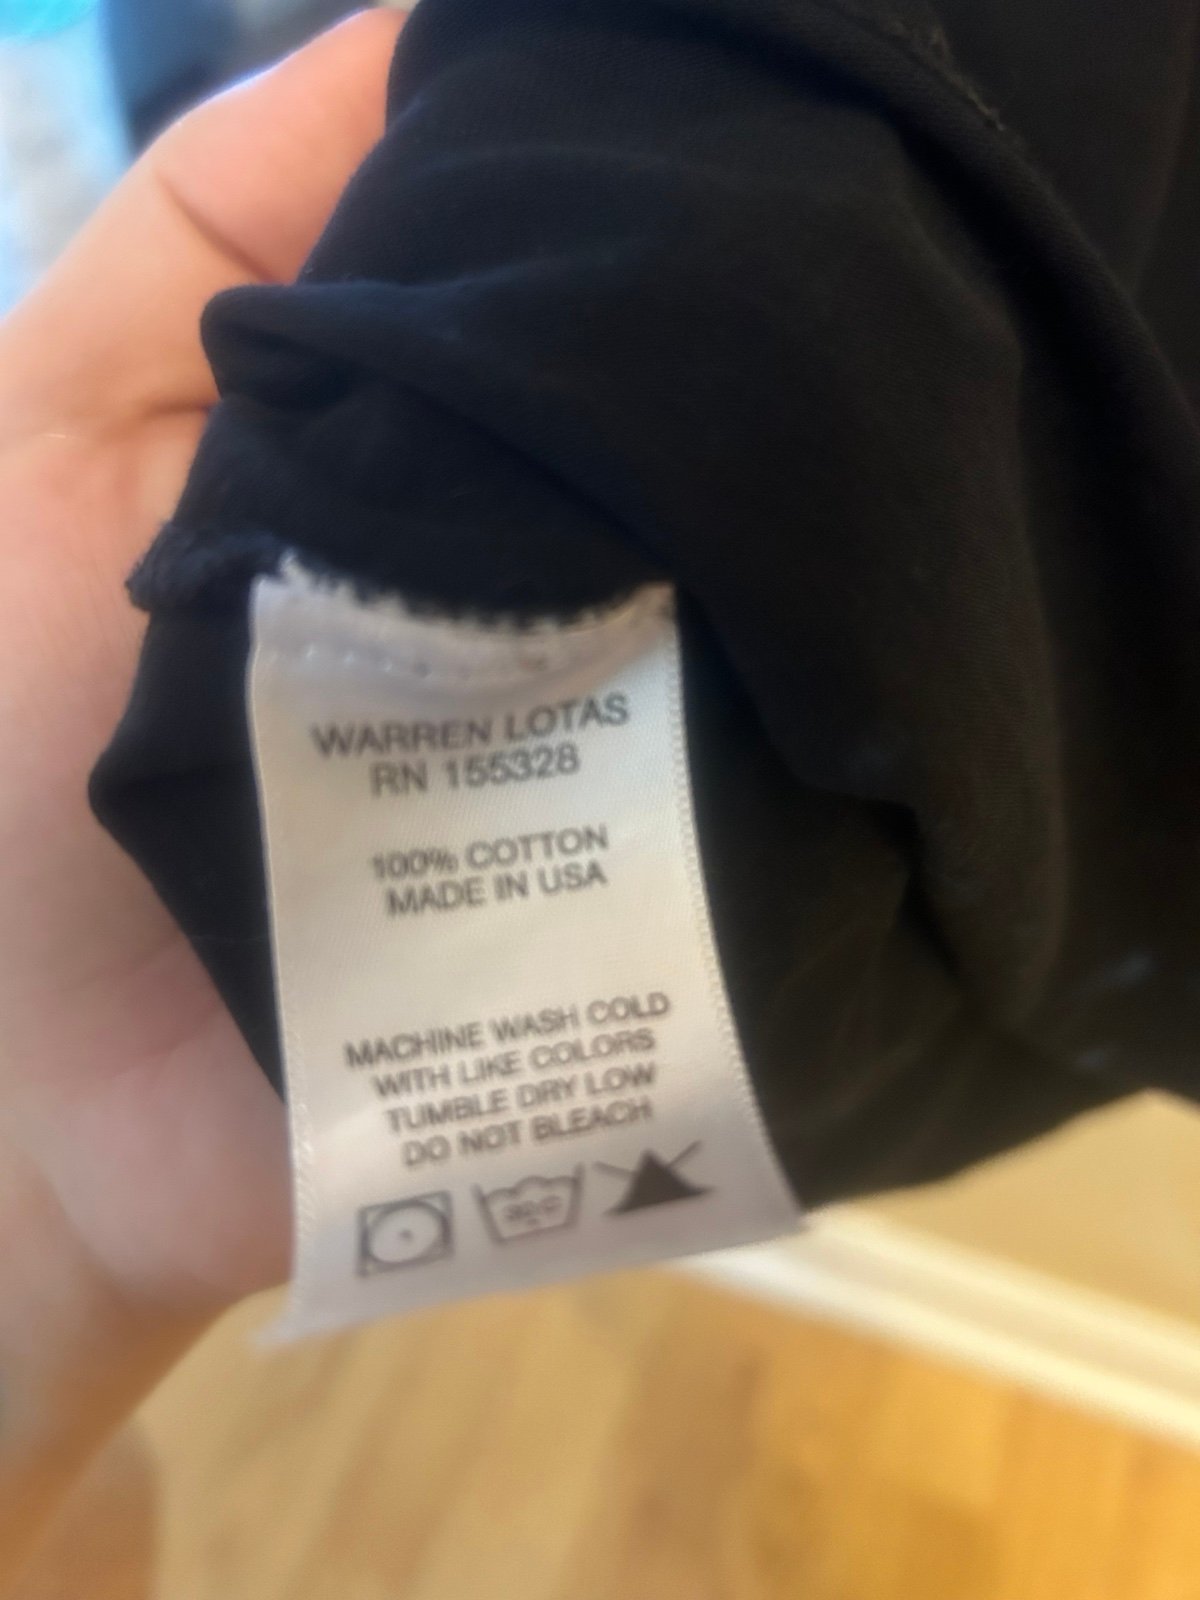 WARREN LOTAS
RN 155328
100% COTTON
MADE IN USA
MACHINE WASH COLD
WITH LIKE COLORS
TUMBLE DRY LOW
DO NOT BLEACH